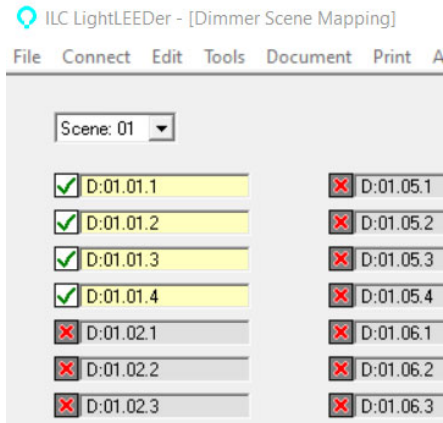 ILC LightLEEDer - [Dimmer Scene Mapping]
File Connect Edit Tools Document Print A
Scene: 01
D:01.01.1 D:01.05.1
D:01.01.2 D:01.05.2
D:01.01.3 D:01.05.3
D:01.01.4 D:01.05.4
D:01.02.1 D:01.06.1
D:01.02.2 D:01.06.2
D:01.02.3 D:01.06.3